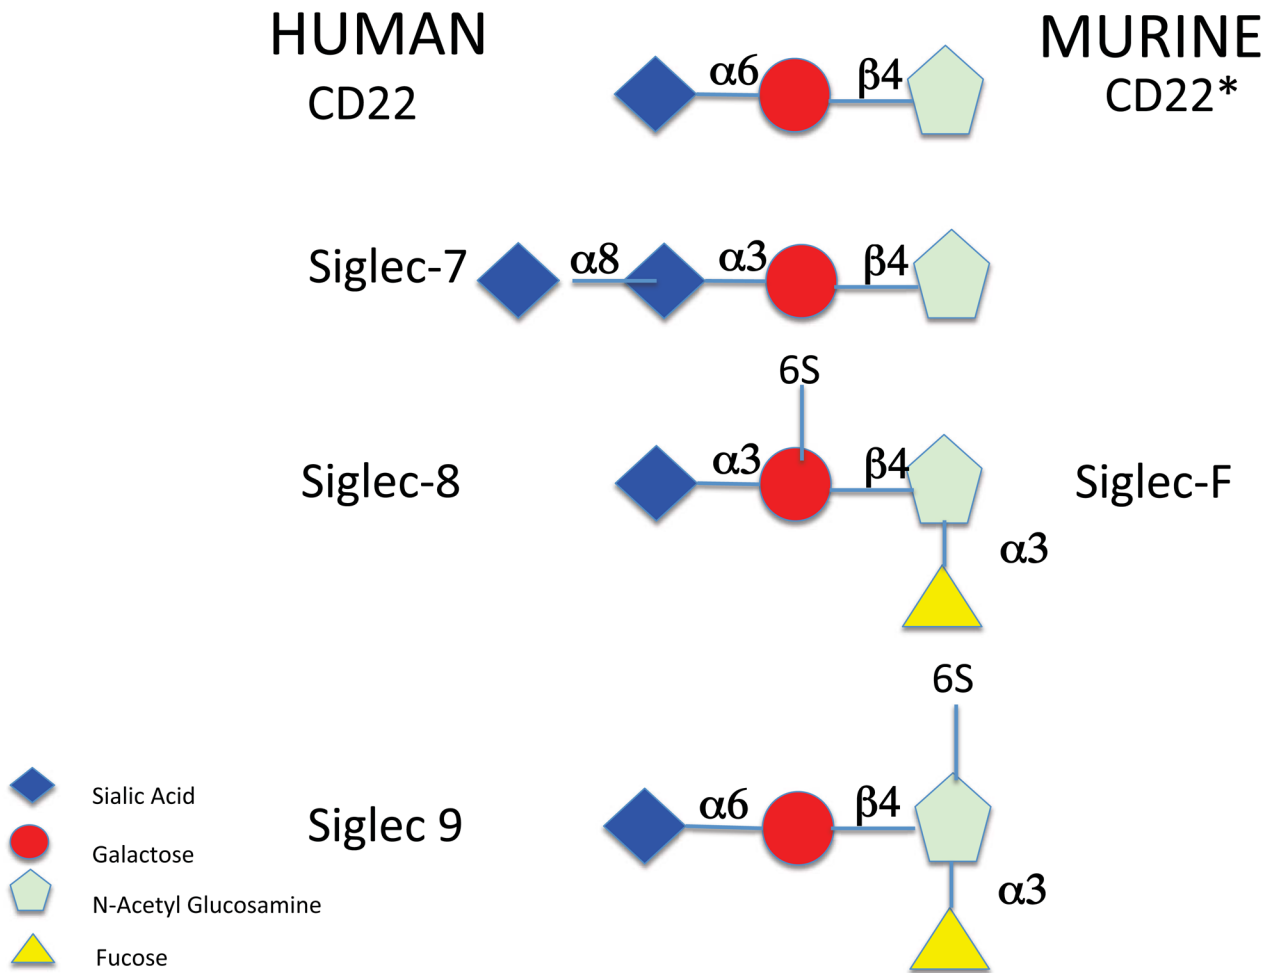 HUMAN
MURINE
CD22
α6
β4
CD22*
Siglec-7
α8
α3
β4
6S
Siglec-8
α3
β4
Siglec-F
α3
6S
Siglec 9
α6
β4
α3
Sialic Acid
Galactose
N-Acetyl Glucosamine
Fucose